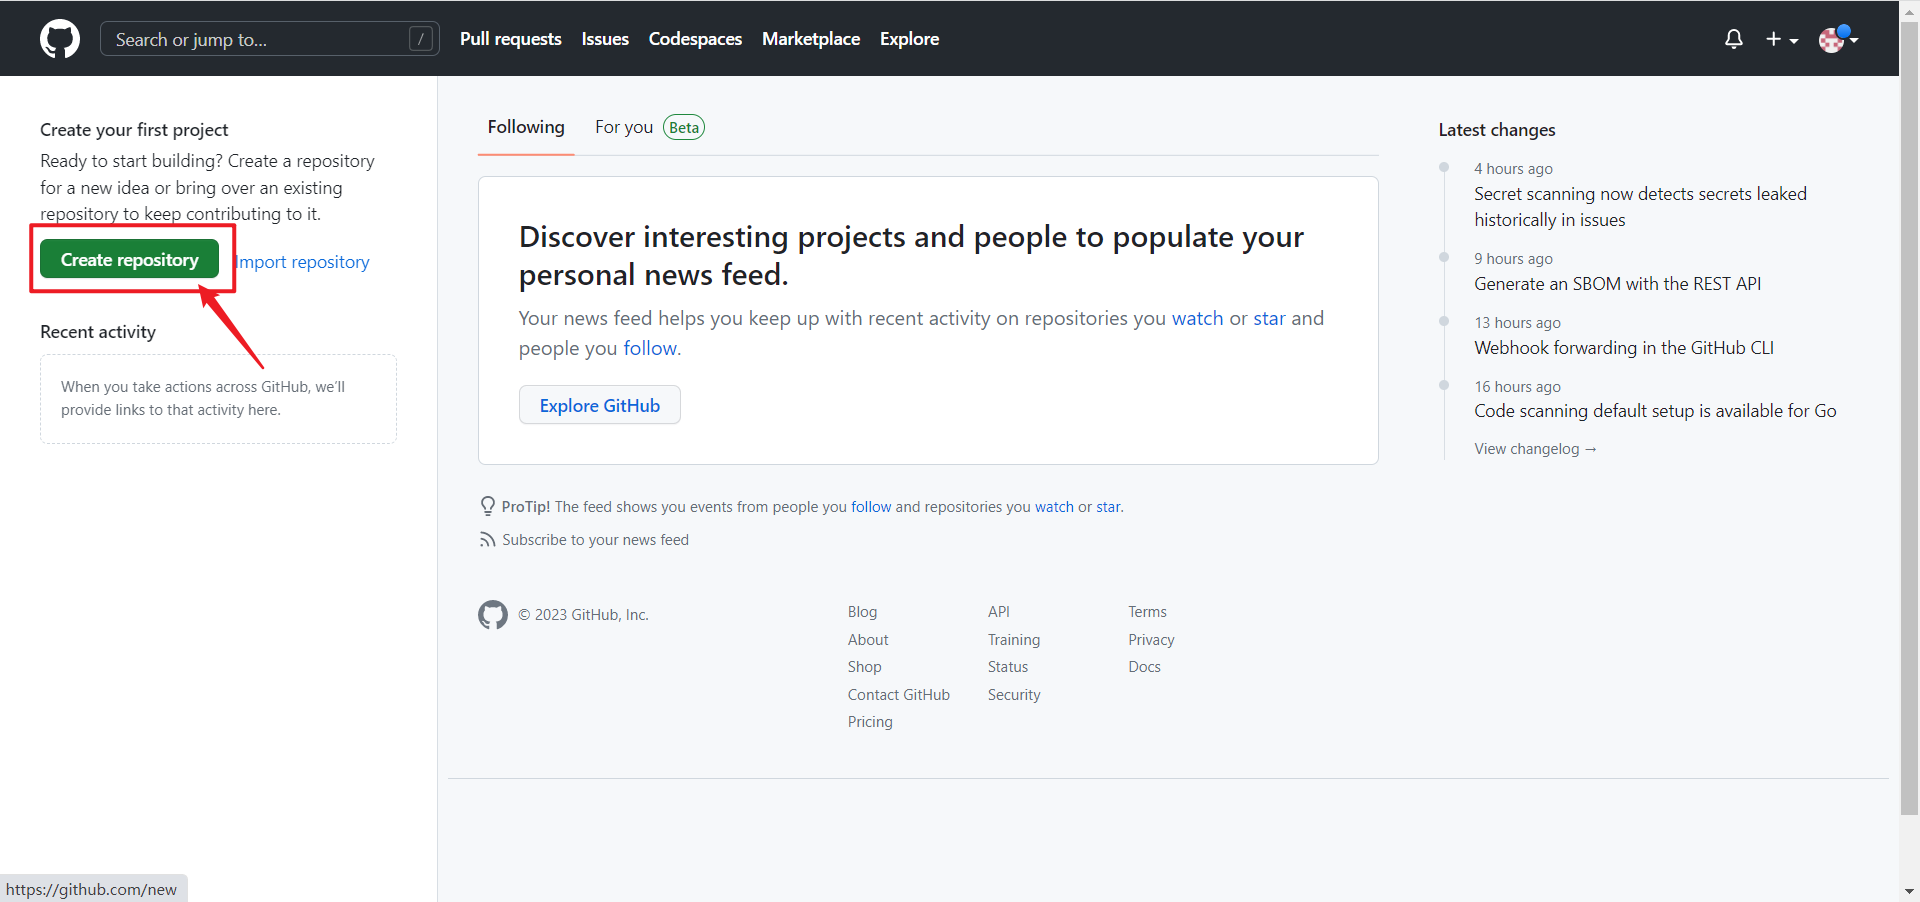 Search or jump to...
/
Pull requests
Issues
Codespaces
Marketplace
Explore
Create your first project
Ready to start building? Create a repository
for a new idea or bring over an existing
repository to keep contributing to it.
Create repository
Import repository
Recent activity
When you take actions across GitHub, we'll
provide links to that activity here.
Following
For you
Beta
Discover interesting projects and people to populate your
personal news feed.
Your news feed helps you keep up with recent activity on repositories you watch or star and
people you follow.
Explore GitHub
ProTip! The feed shows you events from people you follow and repositories you watch or star.
Subscribe to your news feed
© 2023 GitHub, Inc.
Blog
About
Shop
Contact GitHub
Pricing
API
Training
Status
Security
Terms
Privacy
Docs
Latest changes
4 hours ago
Secret scanning now detects secrets leaked
historically in issues
9 hours ago
Generate an SBOM with the REST API
13 hours ago
Webhook forwarding in the GitHub CLI
16 hours ago
Code scanning default setup is available for Go
View changelog →
https://github.com/new